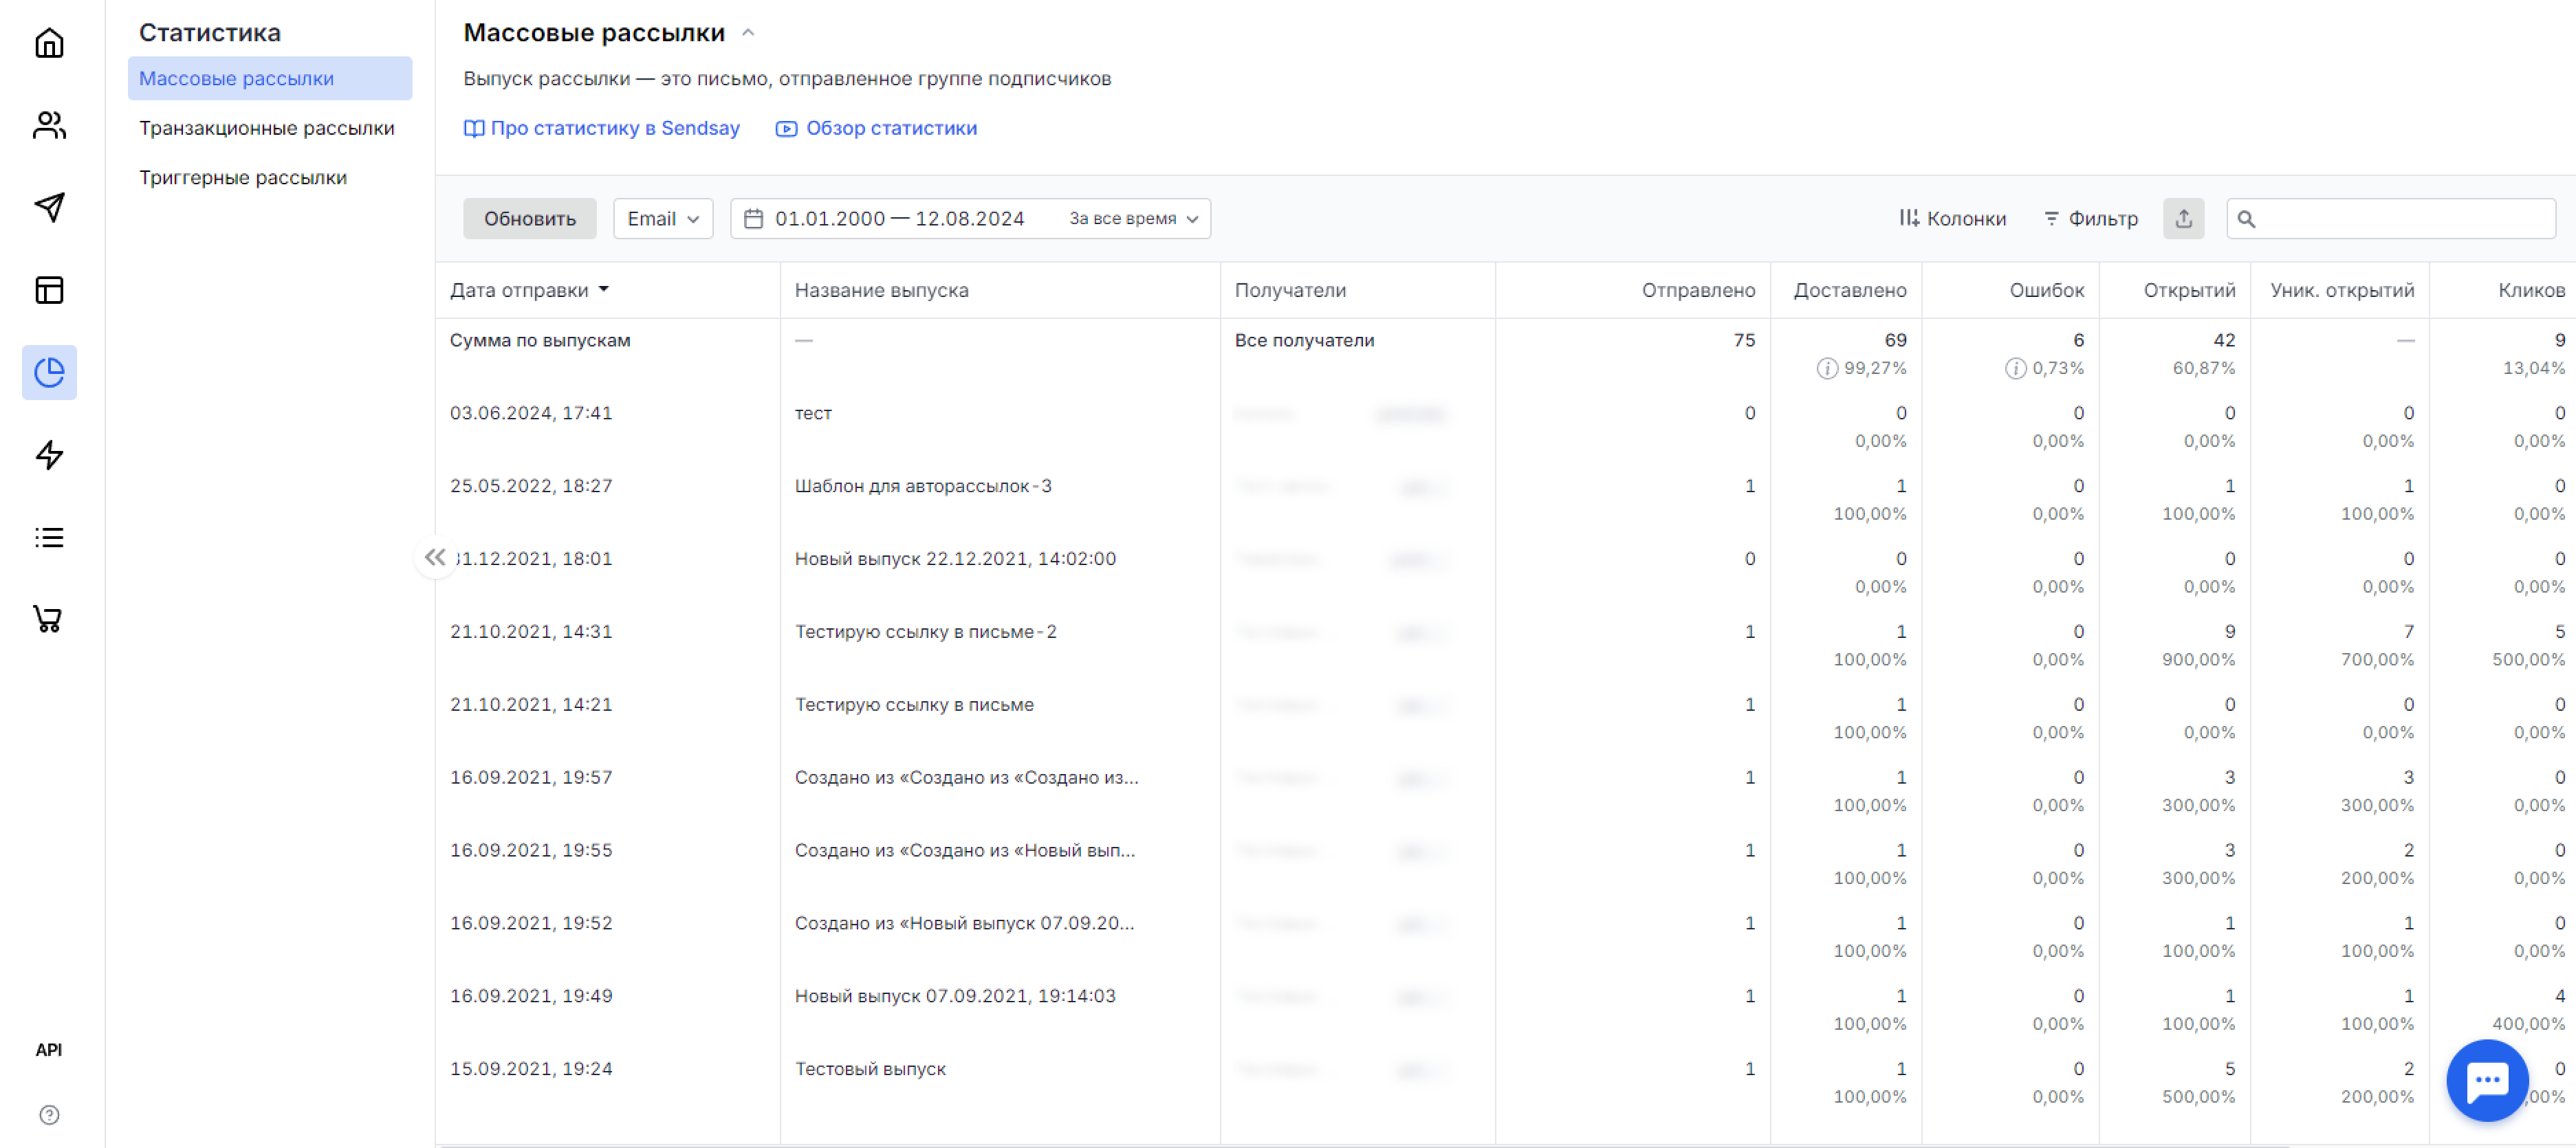 Статистика
Массовые рассылки
Транзакционные рассылки
Триггерные рассылки
API
Массовые рассылки
Выпуск рассылки — это письмо, отправленное группе подписчиков
Про статистику в Sendsay Обзор статистики
Обновить Email 01.01.2000 — 12.08.2024 За все время Колонки Фильтр
Дата отправки Название выпуска Получатели Отправлено Доставлено Ошибок Открытий Уник. открытий Кликов
Сумма по выпускам — Все получатели 75 69 6 42 — 9
99,27% 0,73% 60,87% 13,04%
03.06.2024, 17:41 тест 0 0 0 0 0 0
0,00% 0,00% 0,00% 0,00% 0,00%
25.05.2022, 18:27 Шаблон для авторассылок-3 1 1 0 1 1 0
100,00% 0,00% 100,00% 100,00% 0,00%
31.12.2021, 18:01 Новый выпуск 22.12.2021, 14:02:00 0 0 0 0 0 0
0,00% 0,00% 0,00% 0,00% 0,00%
21.10.2021, 14:31 Тестирую ссылку в письме-2 1 1 0 9 7 5
100,00% 0,00% 900,00% 700,00% 500,00%
21.10.2021, 14:21 Тестирую ссылку в письме 1 1 0 0 0 0
100,00% 0,00% 0,00% 0,00% 0,00%
16.09.2021, 19:57 Создано из «Создано из «Создано из... 1 1 0 3 3 0
100,00% 0,00% 300,00% 300,00% 0,00%
16.09.2021, 19:55 Создано из «Создано из «Новый вып... 1 1 0 3 2 0
100,00% 0,00% 300,00% 200,00% 0,00%
16.09.2021, 19:52 Создано из «Новый выпуск 07.09.20... 1 1 0 1 1 0
100,00% 0,00% 100,00% 100,00% 0,00%
16.09.2021, 19:49 Новый выпуск 07.09.2021, 19:14:03 1 1 0 1 1 4
100,00% 0,00% 100,00% 100,00% 400,00%
15.09.2021, 19:24 Тестовый выпуск 1 1 0 5 2 0
100,00% 0,00% 500,00% 200,00% ,00%